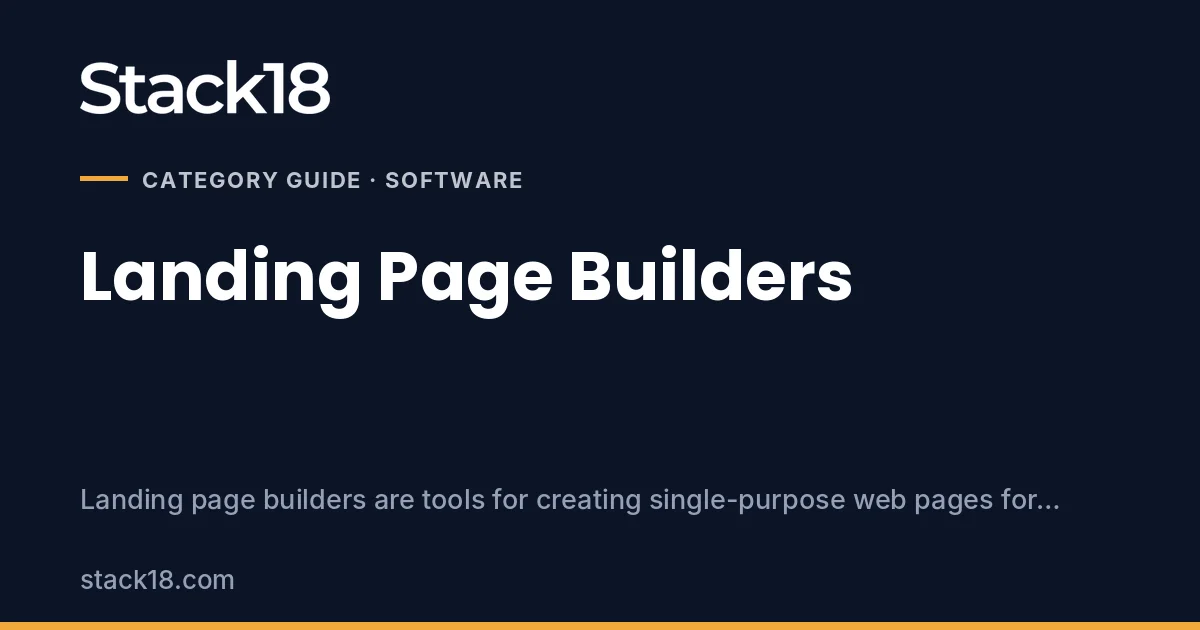 Stack18
CATEGORY GUIDE · SOFTWARE
Landing Page Builders
Landing page builders are tools for creating single-purpose web pages for...
stack18.com